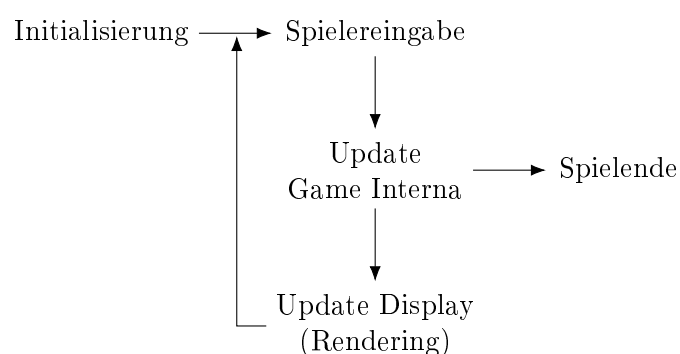 Initialisierung
Spielereingabe
Update
Game Interna
Spielende
Update Display
(Rendering)